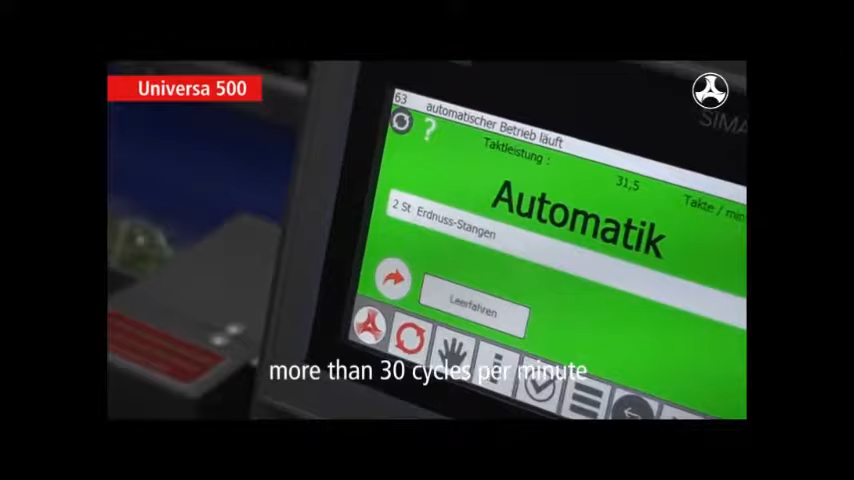 Universa 500
SIMA
63 automatischer Betrieb läuft
?
Taktleistung : 31,5 Takte / min
Automatik
2 St Erdnuss-Stangen
Leerfahren
more than 30 cycles per minute